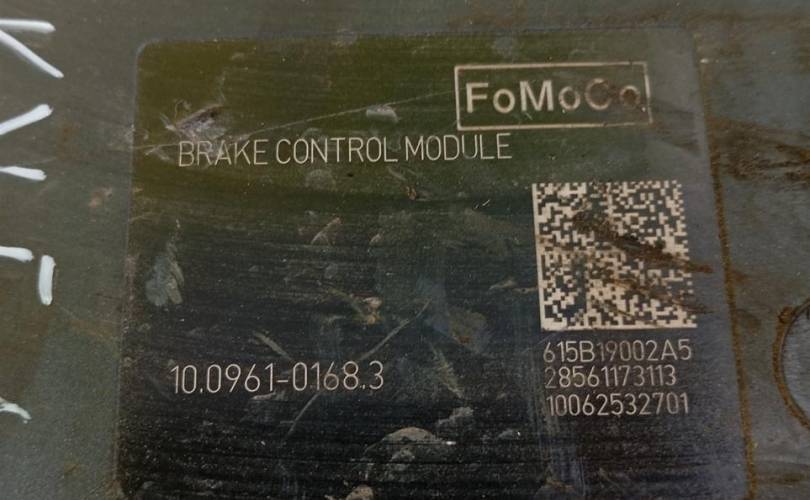 FoMoCo
BRAKE CONTROL MODULE
10.0961-0168.3
615B19002A5
28561173113
10062532701